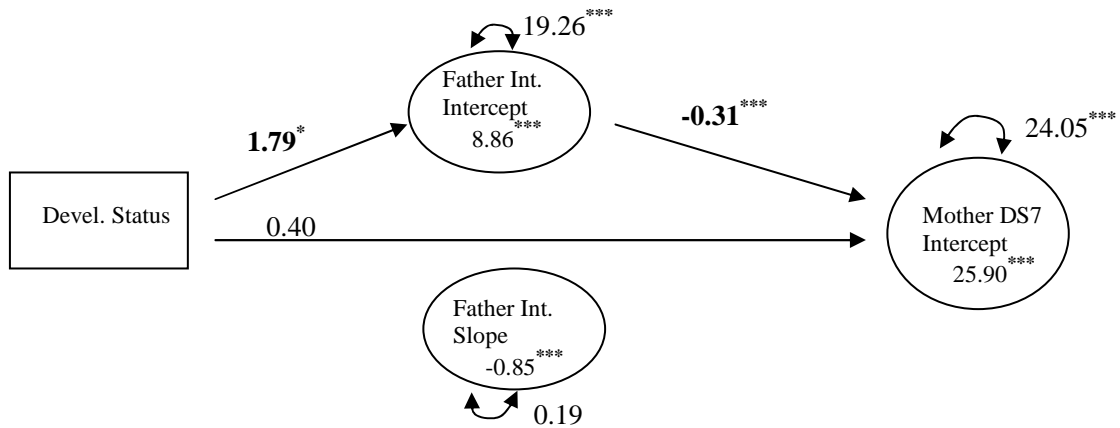 19.26***
Father Int.
Intercept
8.86***
1.79*
-0.31***
24.05***
Devel. Status
0.40
Mother DS7
Intercept
25.90***
Father Int.
Slope
-0.85***
0.19